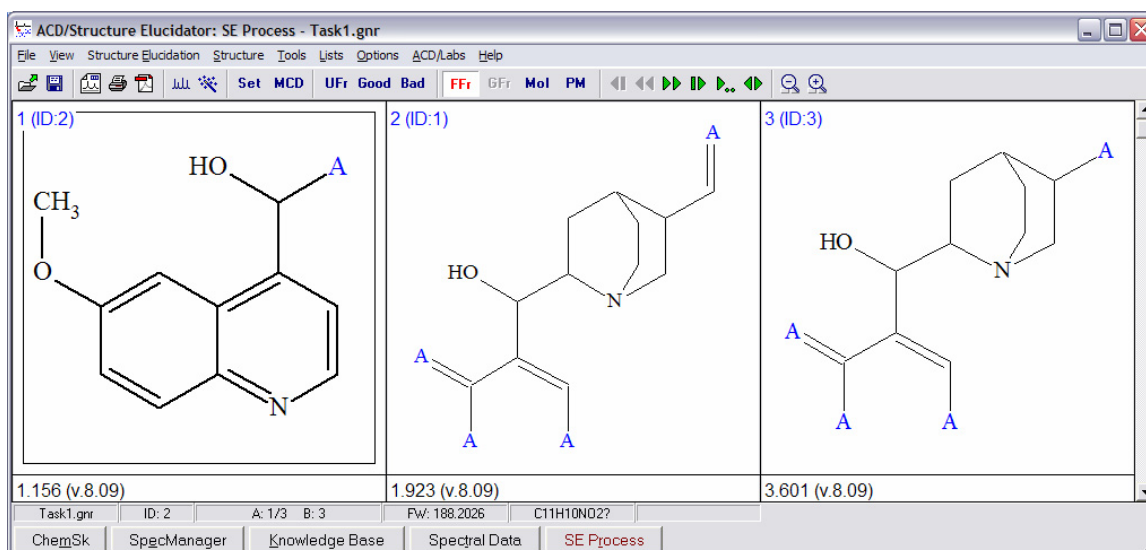 ACD/Structure Elucidator: SE Process - Task1.gnr
File View Structure Elucidation Structure Tools Lists Options ACD/Labs Help
Set MCD UFr Good Bad FFr GFr Mol PM
1 (ID:2) 2 (ID:1) 3 (ID:3)
A
HO A A
CH3
O HO HO
N N
A A
N A A A A
1.156 (v.8.09) 1.923 (v.8.09) 3.601 (v.8.09)
Task1.gnr ID: 2 A: 1/3 B: 3 FW: 188.2026 C11H10NO2?
ChemSk SpecManager Knowledge Base Spectral Data SE Process